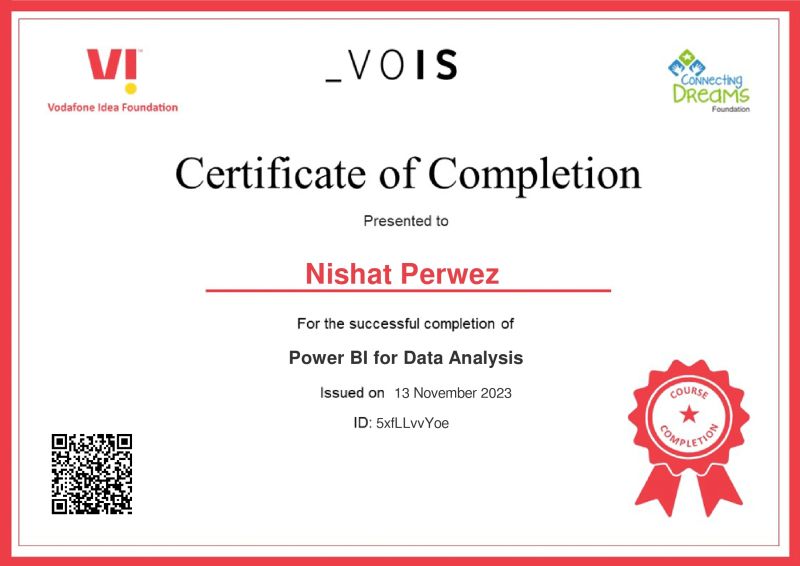 VI
Vodafone Idea Foundation
_VOIS
Connecting
Dreams
Foundation
Certificate of Completion
Presented to
Nishat Perwez
For the successful completion of
Power BI for Data Analysis
Issued on 13 November 2023
ID: 5xfLLvvYoe
COURSE
COMPLETION